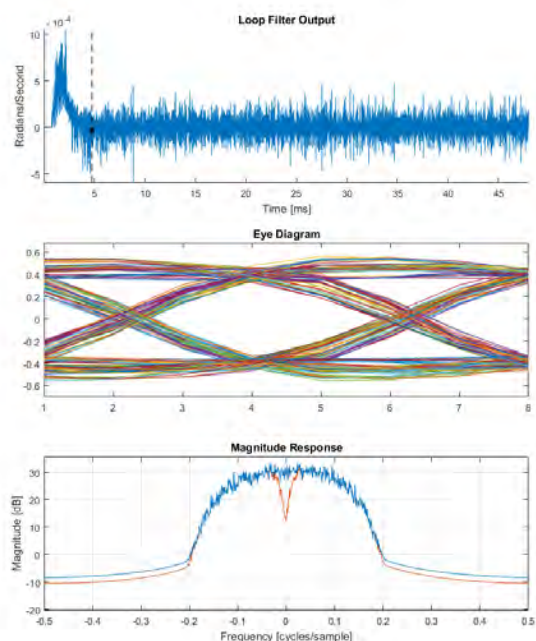 Loop Filter Output
10 × 10⁻⁴
5
0
-5
Radians/Second
5 10 15 20 25 30 35 40 45
Time [ms]
Eye Diagram
0.6
0.4
0.2
0
-0.2
-0.4
-0.6
1 2 3 4 5 6 7 8
Magnitude Response
30
20
10
0
-10
-20
Magnitude [dB]
-0.5 -0.4 -0.3 -0.2 -0.1 0 0.1 0.2 0.3 0.4 0.5
Frequency [cycles/sample]